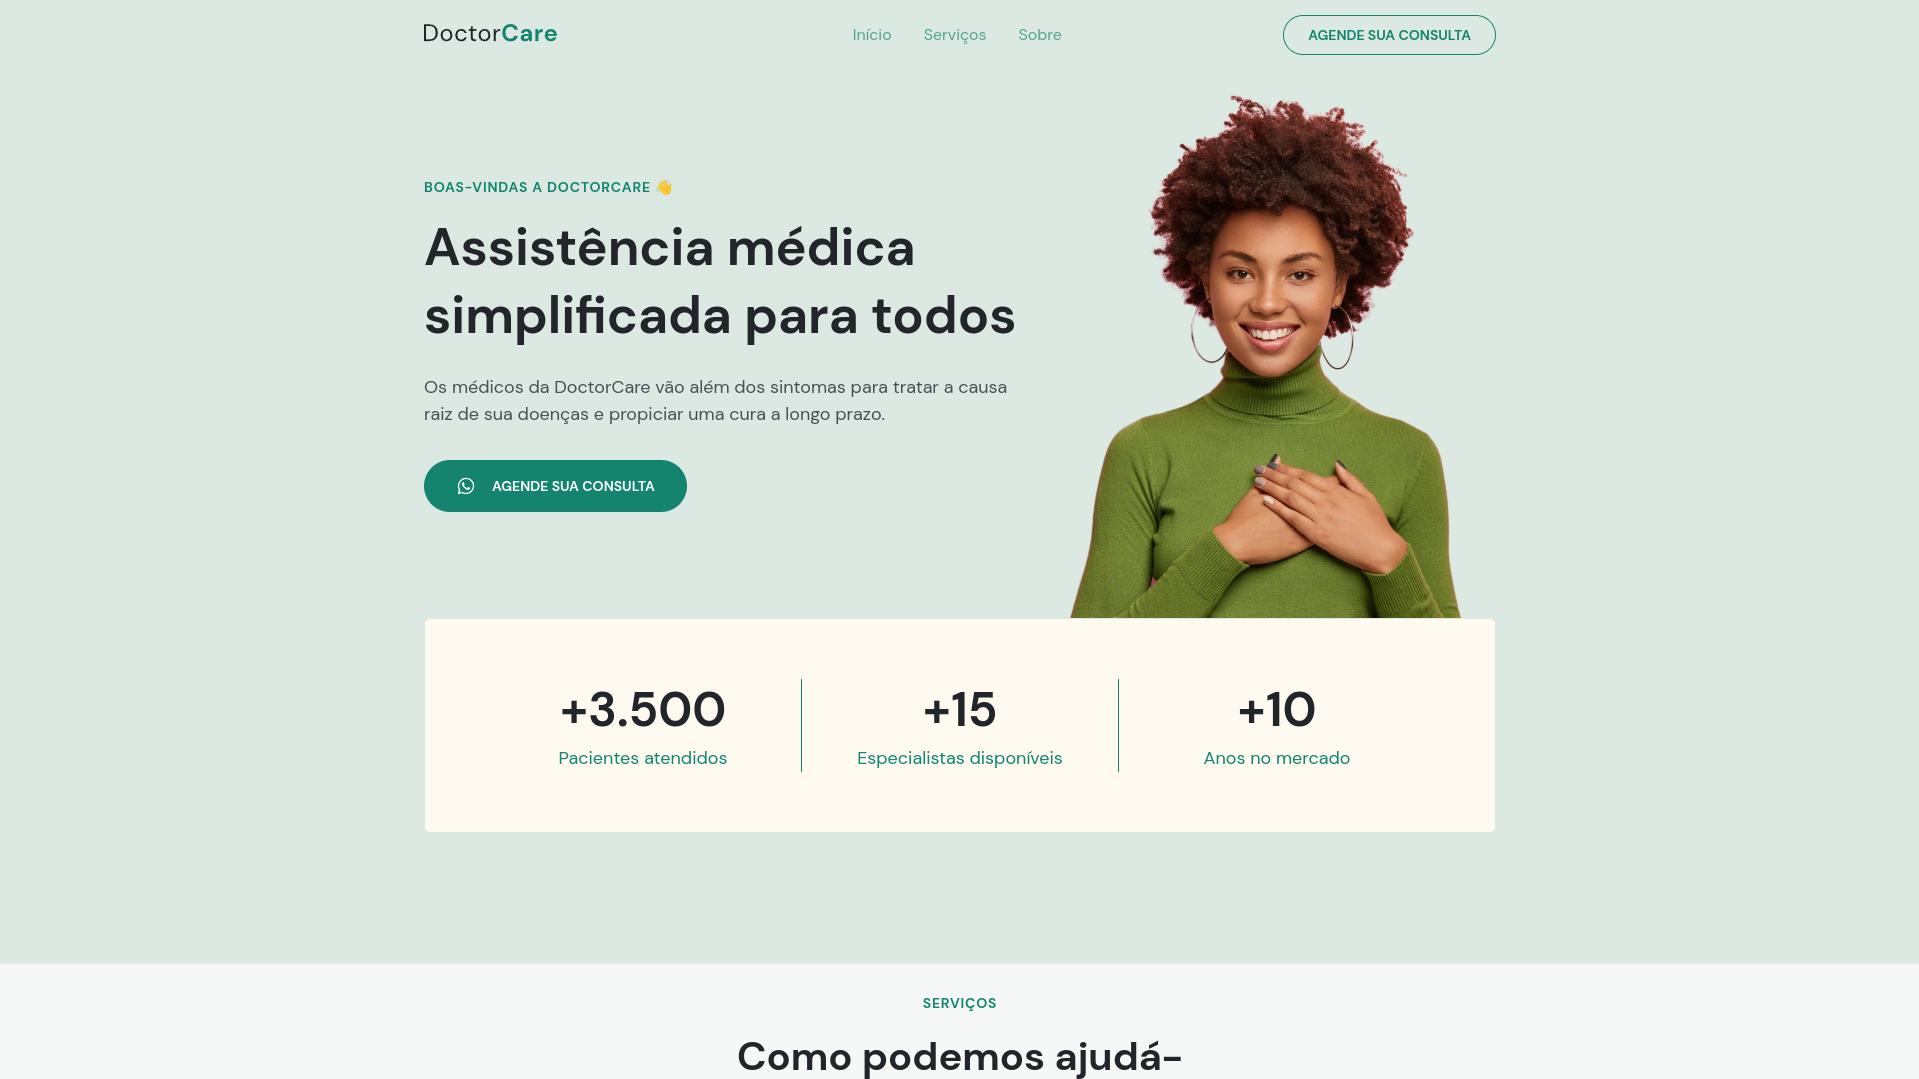 DoctorCare
Início
Serviços
Sobre
AGENDE SUA CONSULTA
BOAS-VINDAS A DOCTORCARE 👋
Assistência médica
simplificada para todos
Os médicos da DoctorCare vão além dos sintomas para tratar a causa
raiz de sua doenças e propiciar uma cura a longo prazo.
AGENDE SUA CONSULTA
+3.500
Pacientes atendidos
+15
Especialistas disponíveis
+10
Anos no mercado
SERVIÇOS
Como podemos ajudá-